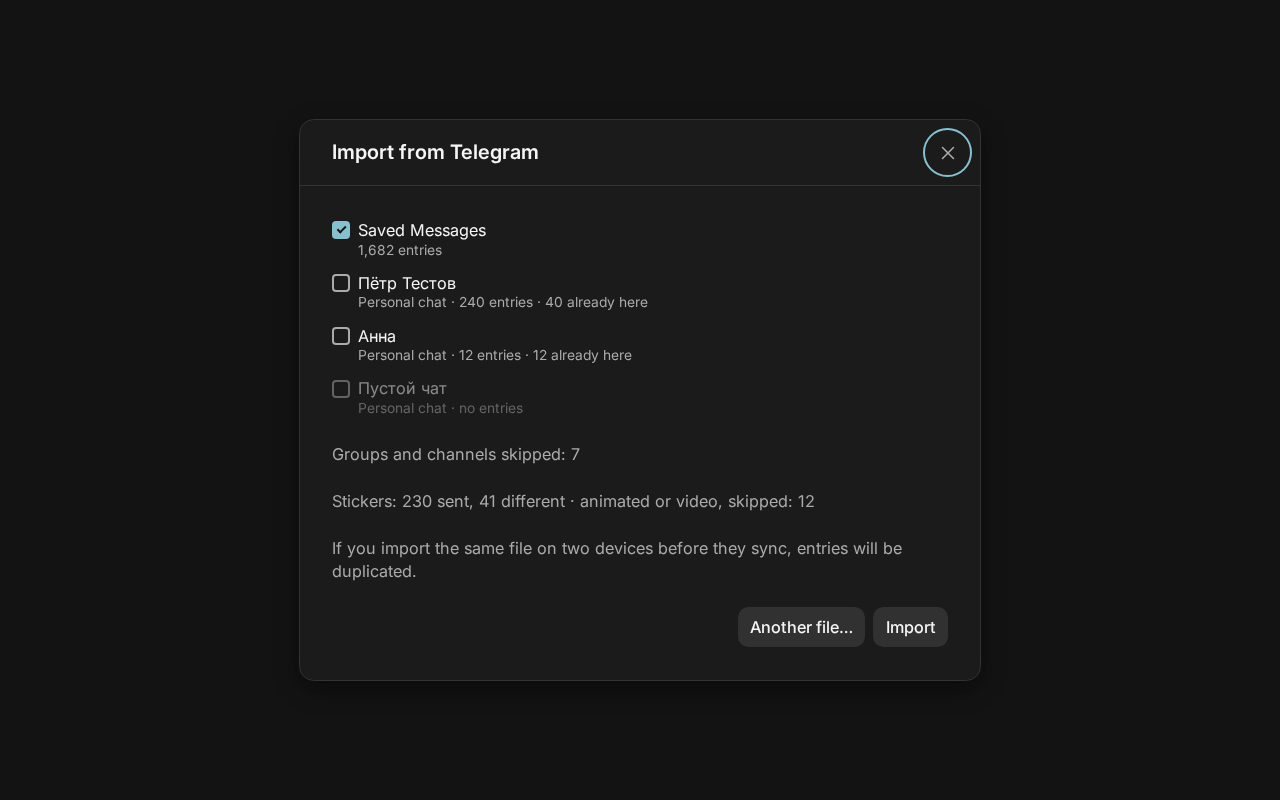 Import from Telegram
Saved Messages
1,682 entries
Пётр Тестов
Personal chat · 240 entries · 40 already here
Анна
Personal chat · 12 entries · 12 already here
Пустой чат
Personal chat · no entries
Groups and channels skipped: 7
Stickers: 230 sent, 41 different · animated or video, skipped: 12
If you import the same file on two devices before they sync, entries will be
duplicated.
Another file...
Import